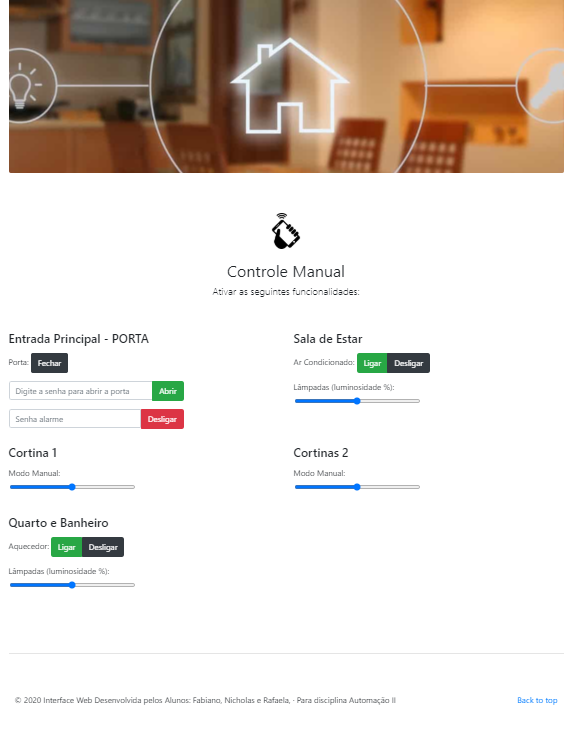 Controle Manual
Ativar as seguintes funcionalidades:
Entrada Principal - PORTA
Porta: Fechar
Digite a senha para abrir a porta Abrir
Senha alarme Desligar
Sala de Estar
Ar Condicionado: Ligar Desligar
Lâmpadas (luminosidade %):
Cortina 1
Modo Manual:
Cortinas 2
Modo Manual:
Quarto e Banheiro
Aquecedor: Ligar Desligar
Lâmpadas (luminosidade %):
© 2020 Interface Web Desenvolvida pelos Alunos: Fabiano, Nicholas e Rafaela, · Para disciplina Automação II
Back to top